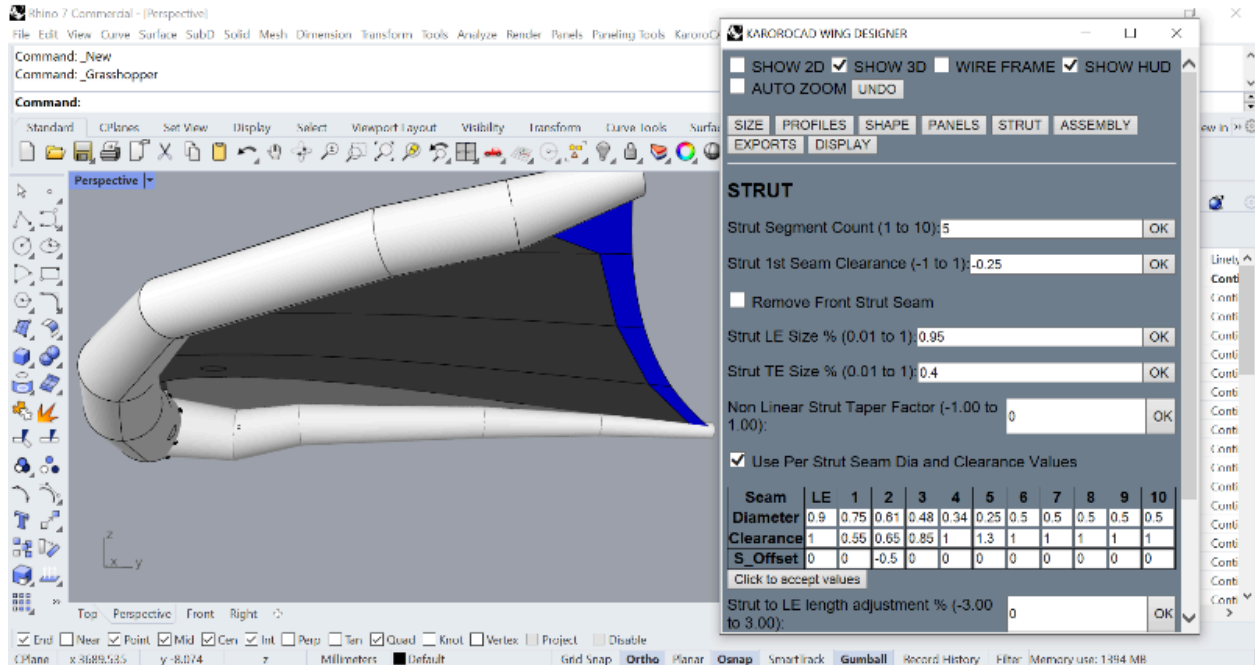 Rhino 7 Commercial - [Perspective]
File Edit View Curve Surface SubD Solid Mesh Dimension Transform Tools Analyze Render Panels Paneling Tools
Command: _New
Command: _Grasshopper
Command:
Standard CPlanes Set View Display Select Viewport Layout Visibility Transform Curve Tools
Perspective
z
x y
Top Perspective Front Right
End Near Point Mid Cen Int Perp Tan Quad Knot Vertex Project Disable
CPlane x 3689.535 y -8.074 z Millimeters Default Grid Snap Ortho Planar Osnap SmartTrack Gumball Record History Filter Memory use: 1394 MB
KAROROCAD WING DESIGNER
SHOW 2D SHOW 3D WIRE FRAME SHOW HUD
AUTO ZOOM UNDO
SIZE PROFILES SHAPE PANELS STRUT ASSEMBLY
EXPORTS DISPLAY
STRUT
Strut Segment Count (1 to 10): 5 OK
Strut 1st Seam Clearance (-1 to 1): -0.25 OK
Remove Front Strut Seam
Strut LE Size % (0.01 to 1): 0.95 OK
Strut TE Size % (0.01 to 1): 0.4 OK
Non Linear Strut Taper Factor (-1.00 to
1.00): 0 OK
Use Per Strut Seam Dia and Clearance Values
Seam LE 1 2 3 4 5 6 7 8 9 10
Diameter 0.9 0.75 0.61 0.48 0.34 0.25 0.5 0.5 0.5 0.5 0.5
Clearance 1 0.55 0.65 0.85 1 1.3 1 1 1 1 1
S_Offset 0 0 -0.5 0 0 0 0 0 0 0 0
Click to accept values
Strut to LE length adjustment % (-3.00
to 3.00): 0 OK